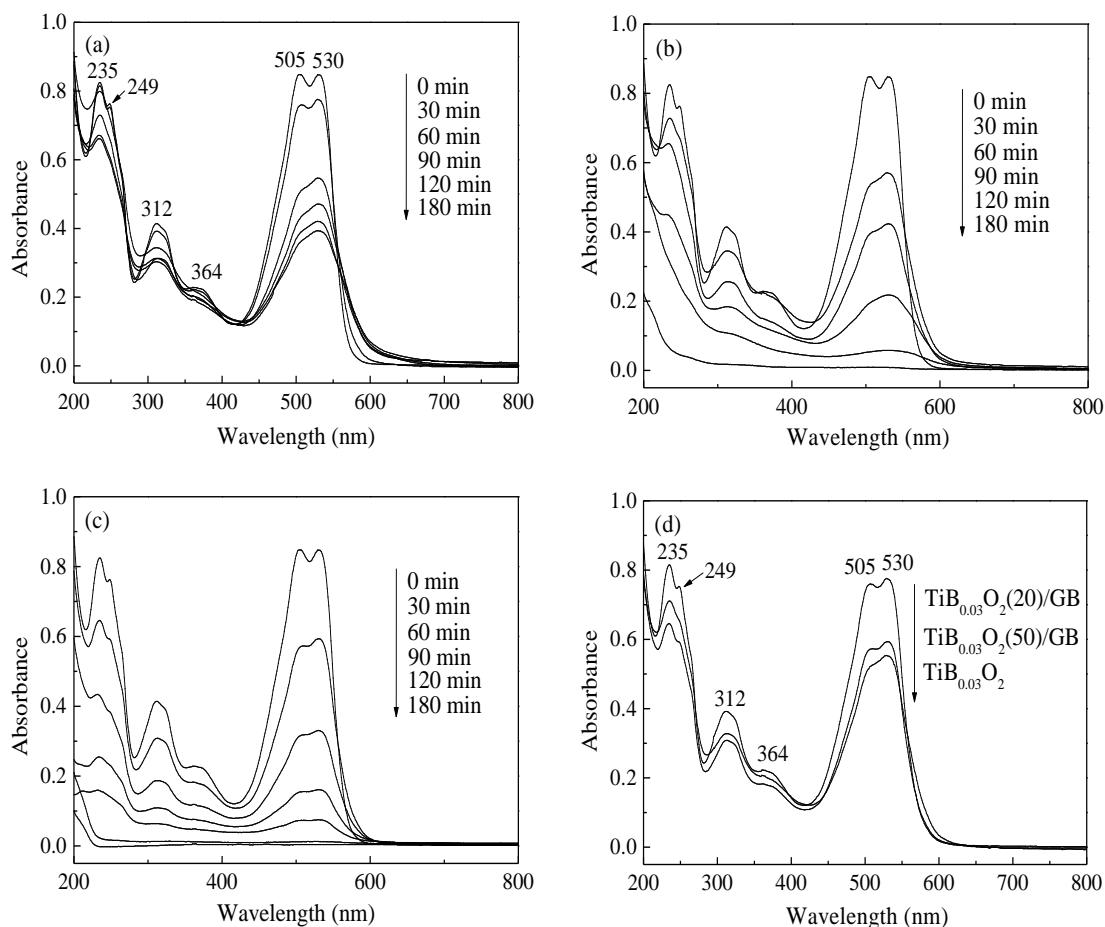 (a)
235
249
312
364
505 530
0 min
30 min
60 min
90 min
120 min
180 min
1.0
0.8
0.6
0.4
0.2
0.0
Absorbance
200 300 400 500 600 700 800
Wavelength (nm)
(b)
0 min
30 min
60 min
90 min
120 min
180 min
1.0
0.8
0.6
0.4
0.2
0.0
Absorbance
200 400 600 800
Wavelength (nm)
(c)
0 min
30 min
60 min
90 min
120 min
180 min
1.0
0.8
0.6
0.4
0.2
0.0
Absorbance
200 400 600 800
Wavelength (nm)
(d)
235
249
312
364
505 530
TiB0.03O2(20)/GB
TiB0.03O2(50)/GB
TiB0.03O2
1.0
0.8
0.6
0.4
0.2
0.0
Absorbance
200 300 400 500 600 700 800
Wavelength (nm)